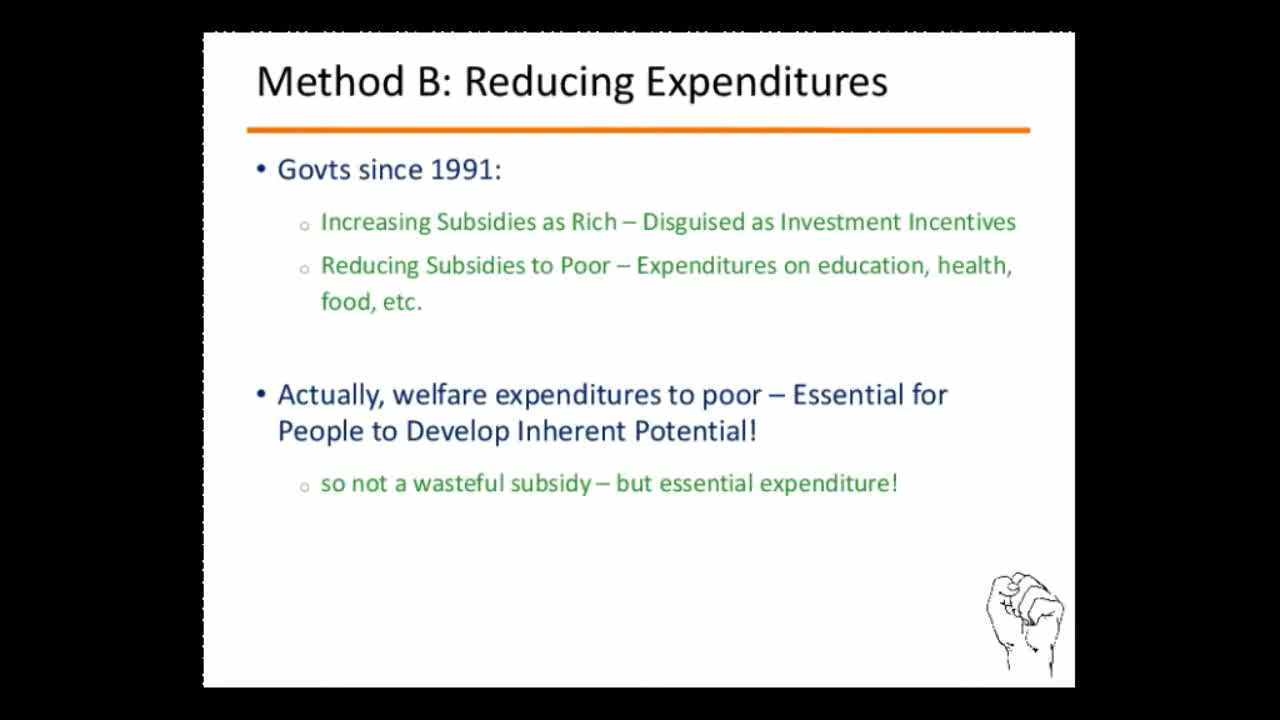 Method B: Reducing Expenditures
• Govts since 1991:
○ Increasing Subsidies as Rich – Disguised as Investment Incentives
○ Reducing Subsidies to Poor – Expenditures on education, health,
food, etc.
• Actually, welfare expenditures to poor – Essential for
People to Develop Inherent Potential!
○ so not a wasteful subsidy – but essential expenditure!